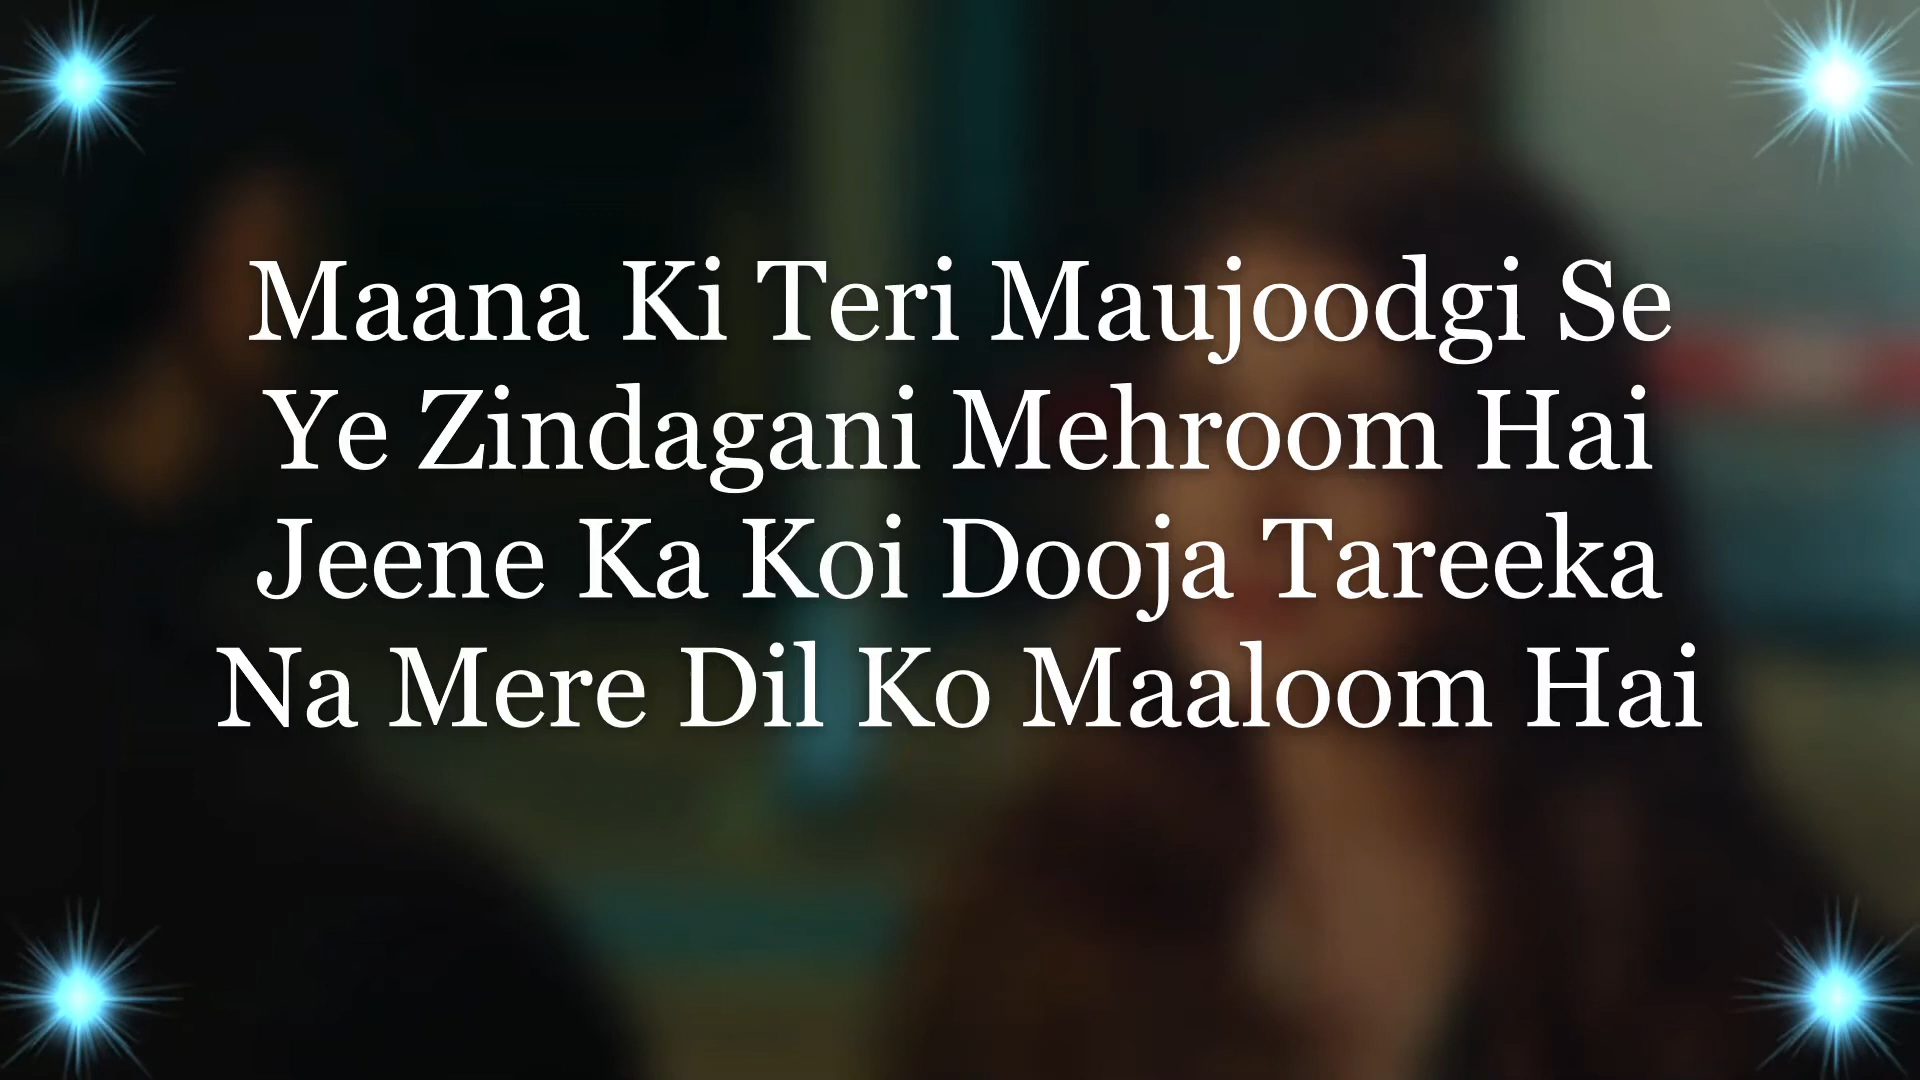 Maana Ki Teri Maujoodgi Se
Ye Zindagani Mehroom Hai
Jeene Ka Koi Dooja Tareeka
Na Mere Dil Ko Maaloom Hai